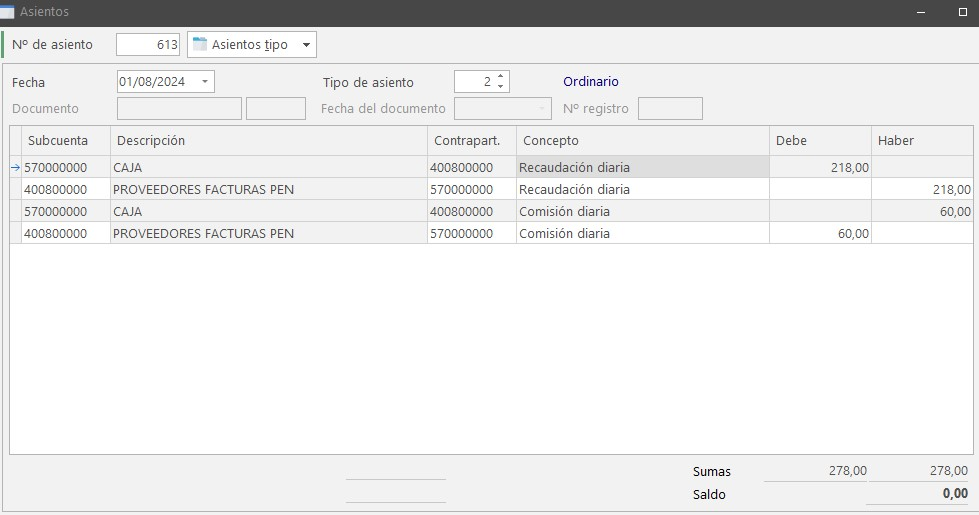 Asientos
Nº de asiento 613 Asientos tipo
Fecha 01/08/2024 Tipo de asiento 2 Ordinario
Documento Fecha del documento Nº registro
Subcuenta Descripción Contrapart. Concepto Debe Haber
570000000 CAJA 400800000 Recaudación diaria 218,00
400800000 PROVEEDORES FACTURAS PEN 570000000 Recaudación diaria 218,00
570000000 CAJA 400800000 Comisión diaria 60,00
400800000 PROVEEDORES FACTURAS PEN 570000000 Comisión diaria 60,00
Sumas 278,00 278,00
Saldo 0,00